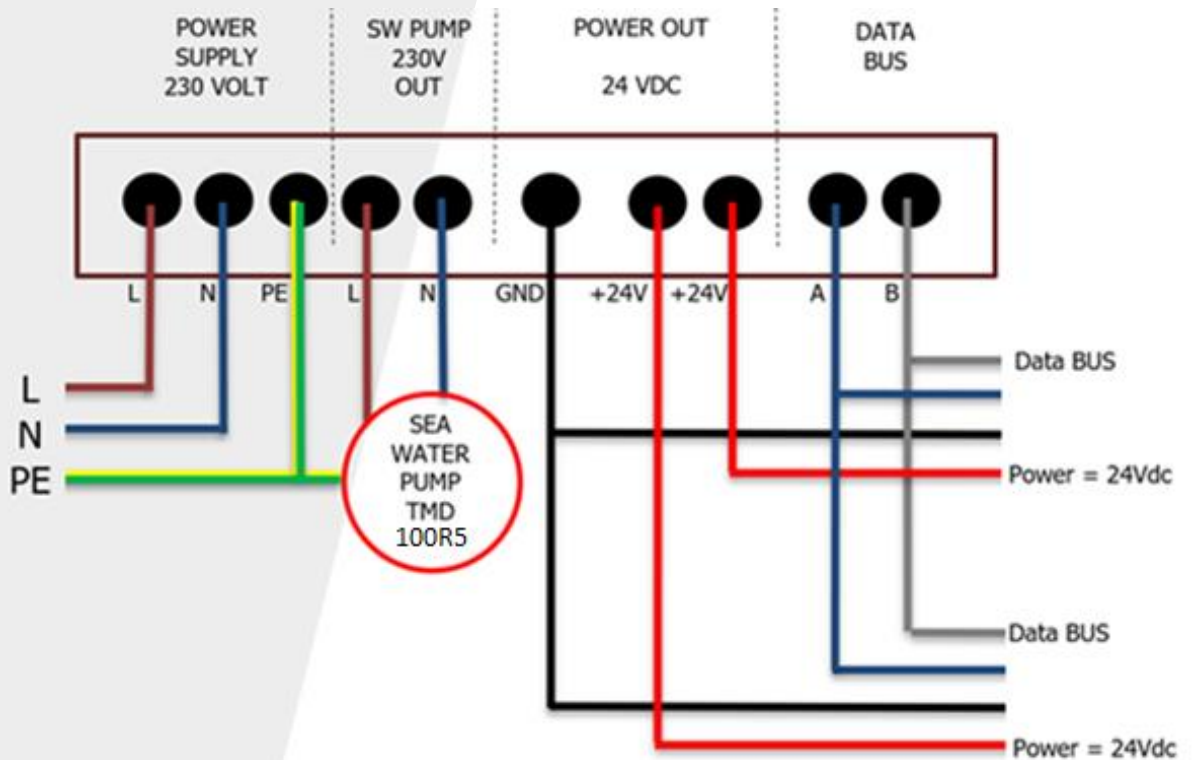 POWER
SUPPLY
230 VOLT
SW PUMP
230V
OUT
POWER OUT
24 VDC
DATA
BUS
L
N
PE
L
N
GND
+24V
+24V
A
B
Data BUS
L
N
PE
SEA
WATER
PUMP
TMD
100R5
Power = 24Vdc
Data BUS
Power = 24Vdc